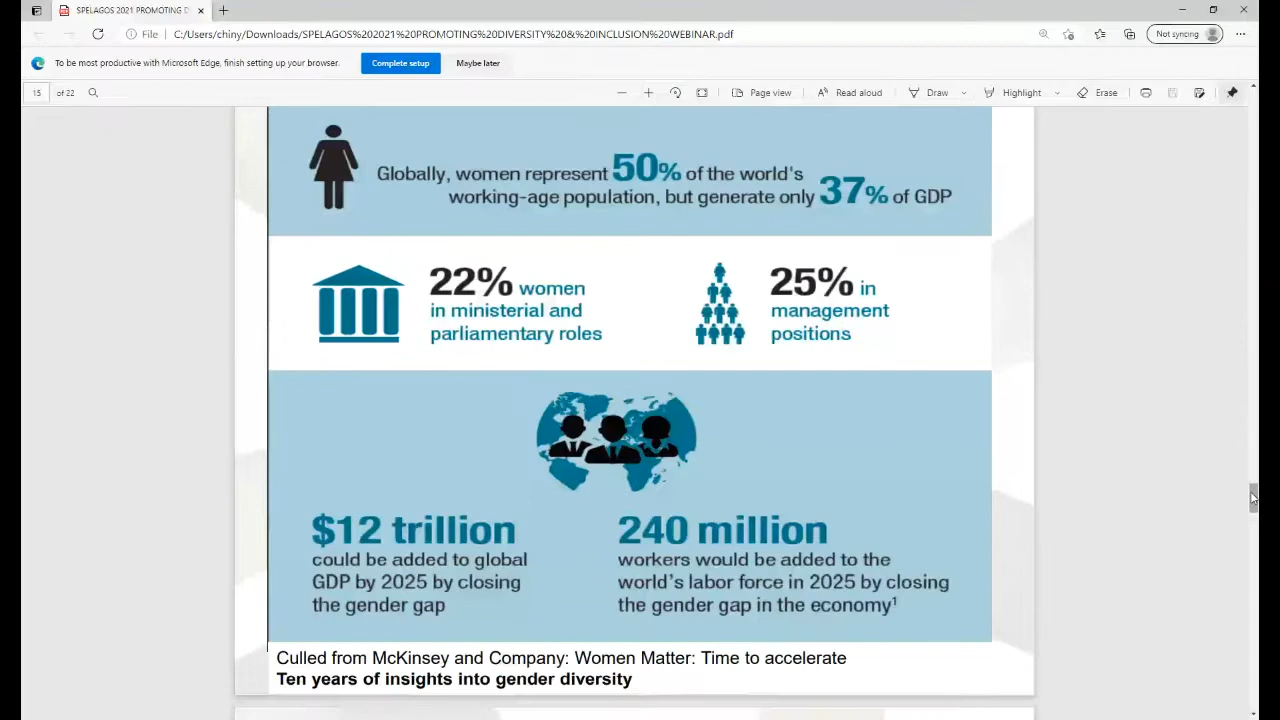 SPELAGOS 2021 PROMOTING D
File
C:/Users/chiny/Downloads/SPELAGOS%202021%20PROMOTING%20DIVERSITY%20&%20INCLUSION%20WEBINAR.pdf
Not syncing
To be most productive with Microsoft Edge, finish setting up your browser.
Complete setup
Maybe later
15 of 22
Page view
Read aloud
Draw
Highlight
Erase
Globally, women represent 50% of the world's
working-age population, but generate only 37% of GDP
22% women
in ministerial and
parliamentary roles
25% in
management
positions
$12 trillion
could be added to global
GDP by 2025 by closing
the gender gap
240 million
workers would be added to the
world's labor force in 2025 by closing
the gender gap in the economy¹
Culled from McKinsey and Company: Women Matter: Time to accelerate
Ten years of insights into gender diversity